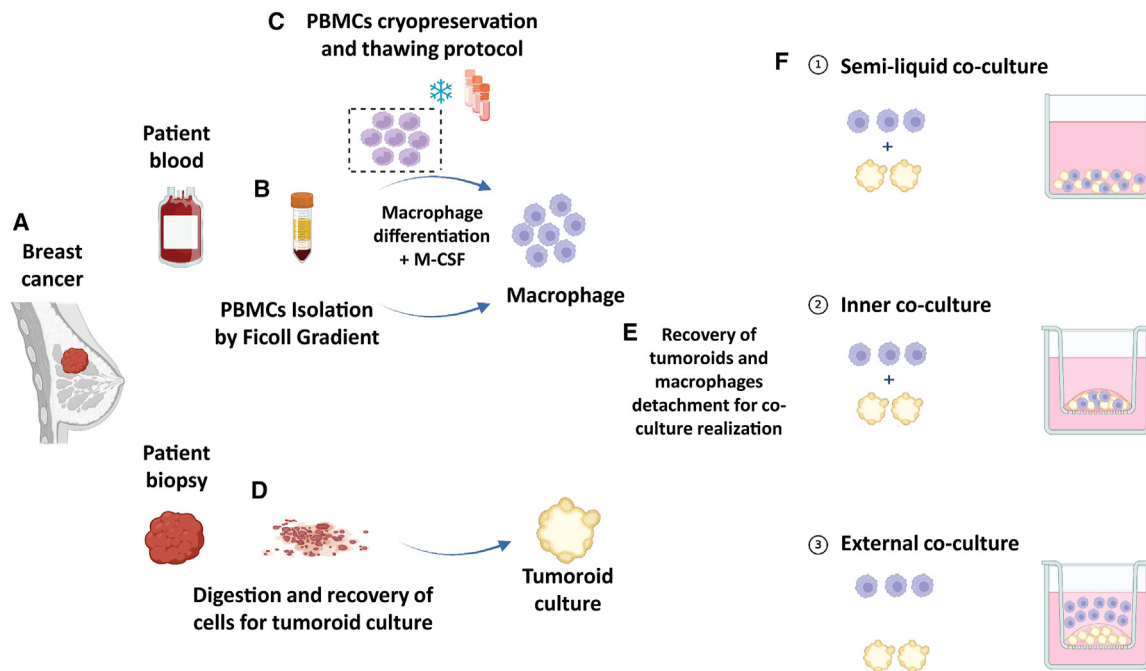 A
Breast
cancer
Patient
blood
B
PBMCs Isolation
by Ficoll Gradient
C
PBMCs cryopreservation
and thawing protocol
Macrophage
differentiation
+ M-CSF
Macrophage
Patient
biopsy
D
Digestion and recovery of
cells for tumoroid culture
Tumoroid
culture
E
Recovery of
tumoroids and
macrophages
detachment for co-
culture realization
F
① Semi-liquid co-culture
+
② Inner co-culture
+
③ External co-culture